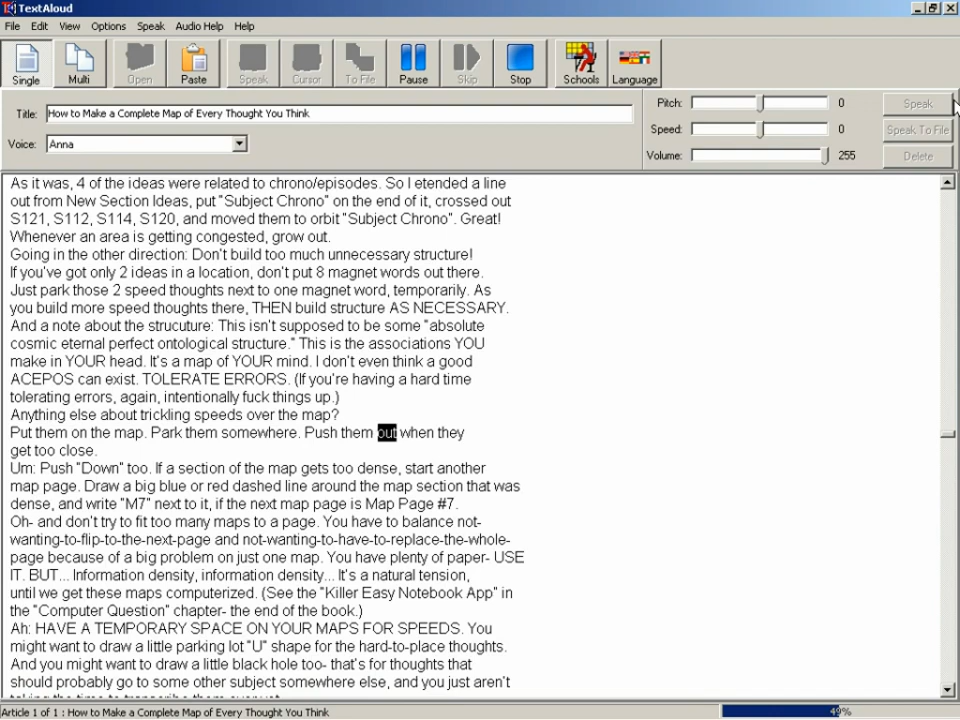 TextAloud
File Edit View Options Speak Audio Help Help
Single Multi Open Paste Speak Cursor To File Pause Skip Stop Schools Language
Title: How to Make a Complete Map of Every Thought You Think
Voice: Anna
Pitch: 0 Speak
Speed: 0 Speak To File
Volume: 255 Delete
As it was, 4 of the ideas were related to chrono/episodes. So I etended a line
out from New Section Ideas, put "Subject Chrono" on the end of it, crossed out
S121, S112, S114, S120, and moved them to orbit "Subject Chrono". Great!
Whenever an area is getting congested, grow out.
Going in the other direction: Don't build too much unnecessary structure!
If you've got only 2 ideas in a location, don't put 8 magnet words out there.
Just park those 2 speed thoughts next to one magnet word, temporarily. As
you build more speed thoughts there, THEN build structure AS NECESSARY.
And a note about the strucuture: This isn't supposed to be some "absolute
cosmic eternal perfect ontological structure." This is the associations YOU
make in YOUR head. It's a map of YOUR mind. I don't even think a good
ACEPOS can exist. TOLERATE ERRORS. (If you're having a hard time
tolerating errors, again, intentionally fuck things up.)
Anything else about trickling speeds over the map?
Put them on the map. Park them somewhere. Push them out when they
get too close.
Um: Push "Down" too. If a section of the map gets too dense, start another
map page. Draw a big blue or red dashed line around the map section that was
dense, and write "M7" next to it, if the next map page is Map Page #7.
Oh- and don't try to fit too many maps to a page. You have to balance not-
wanting-to-flip-to-the-next-page and not-wanting-to-have-to-replace-the-whole-
page because of a big problem on just one map. You have plenty of paper- USE
IT. BUT... Information density, information density... It's a natural tension,
until we get these maps computerized. (See the "Killer Easy Notebook App" in
the "Computer Question" chapter- the end of the book.)
Ah: HAVE A TEMPORARY SPACE ON YOUR MAPS FOR SPEEDS. You
might want to draw a little parking lot "U" shape for the hard-to-place thoughts.
And you might want to draw a little black hole too- that's for thoughts that
should probably go to some other subject somewhere else, and you just aren't
taking the time to transcribe them over yet.
Article 1 of 1 : How to Make a Complete Map of Every Thought You Think 49%